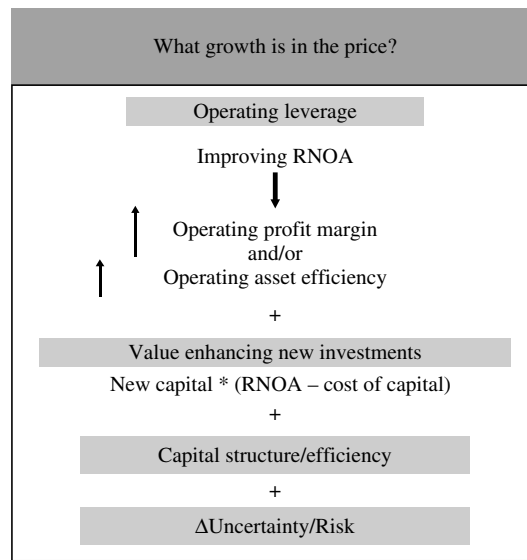 What growth is in the price?
Operating leverage
Improving RNOA
Operating profit margin
and/or
Operating asset efficiency
+
Value enhancing new investments
New capital * (RNOA – cost of capital)
+
Capital structure/efficiency
+
ΔUncertainty/Risk